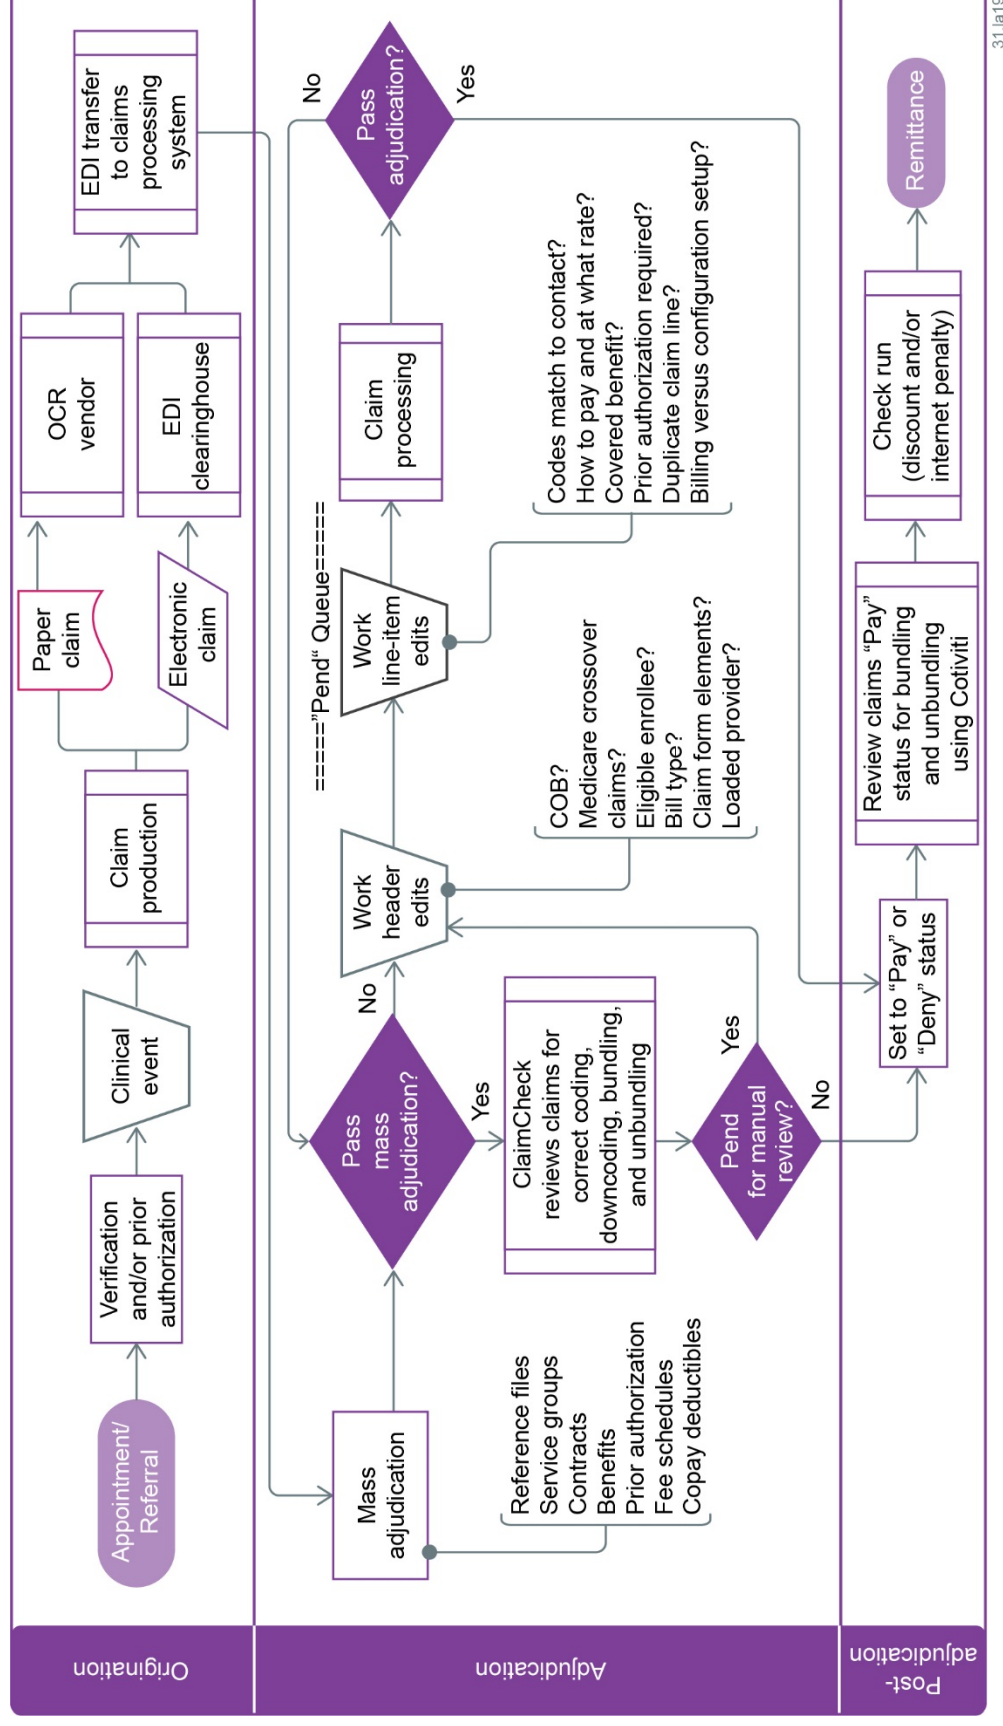 Origination
Appointment/
Referral
Verification
and/or prior
authorization
Clinical
event
Claim
production
Paper
claim
Electronic
claim
OCR
vendor
EDI
clearinghouse
EDI transfer
to claims
processing
system
Adjudication
Mass
adjudication
Reference files
Service groups
Contracts
Benefits
Prior authorization
Fee schedules
Copay deductibles
Pass
mass
adjudication?
No
Yes
ClaimCheck
reviews claims for
correct coding,
downcoding, bundling,
and unbundling
Pend
for manual
review?
Yes
No
Work
header
edits
COB?
Medicare crossover
claims?
Eligible enrollee?
Bill type?
Claim form elements?
Loaded provider?
======”Pend“ Queue======
Work
line-item
edits
Codes match to contact?
How to pay and at what rate?
Covered benefit?
Prior authorization required?
Duplicate claim line?
Billing versus configuration setup?
Claim
processing
Pass
adjudication?
No
Yes
Post-
adjudication
Set to “Pay” or
“Deny” status
Review claims “Pay”
status for bundling
and unbundling
using Cotiviti
Check run
(discount and/or
internet penalty)
Remittance